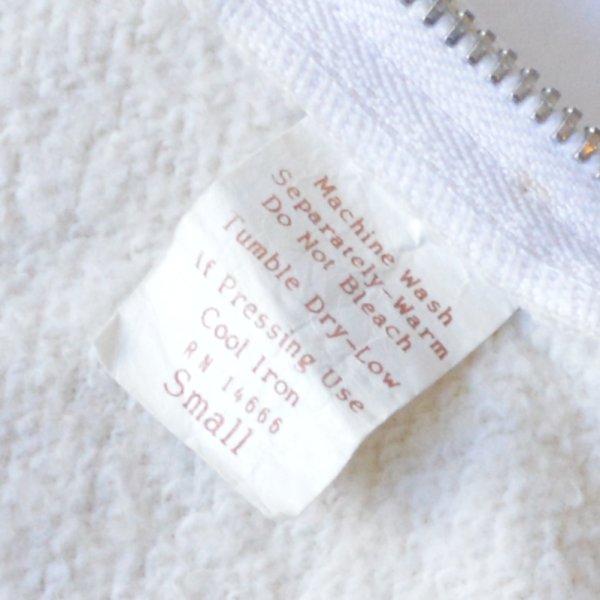 Machine Wash
Separately-Warm
Do Not Bleach
Tumble Dry-Low
If Pressing Use
Cool Iron
RN 14666
Small